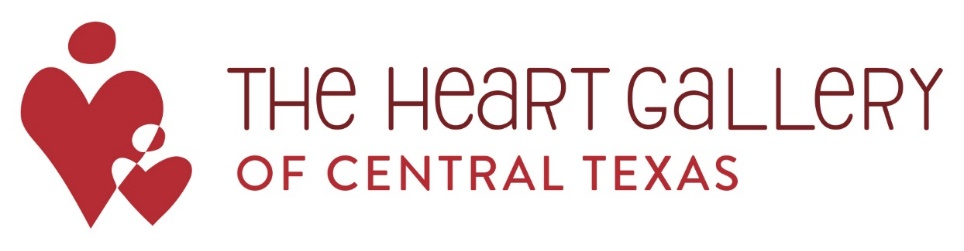 THe HeaRT GaLLeRY
OF CENTRAL TEXAS